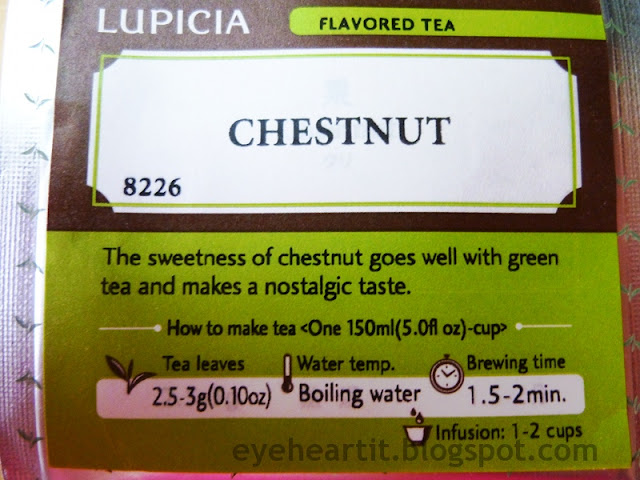 LUPICIA
FLAVORED TEA
CHESTNUT
8226
The sweetness of chestnut goes well with green
tea and makes a nostalgic taste.
How to make tea <One 150ml(5.0fl oz)-cup>
Tea leaves
2.5-3g(0.10oz)
Water temp.
Boiling water
Brewing time
1.5-2min.
Infusion: 1-2 cups
eyeheartit.blogspot.com